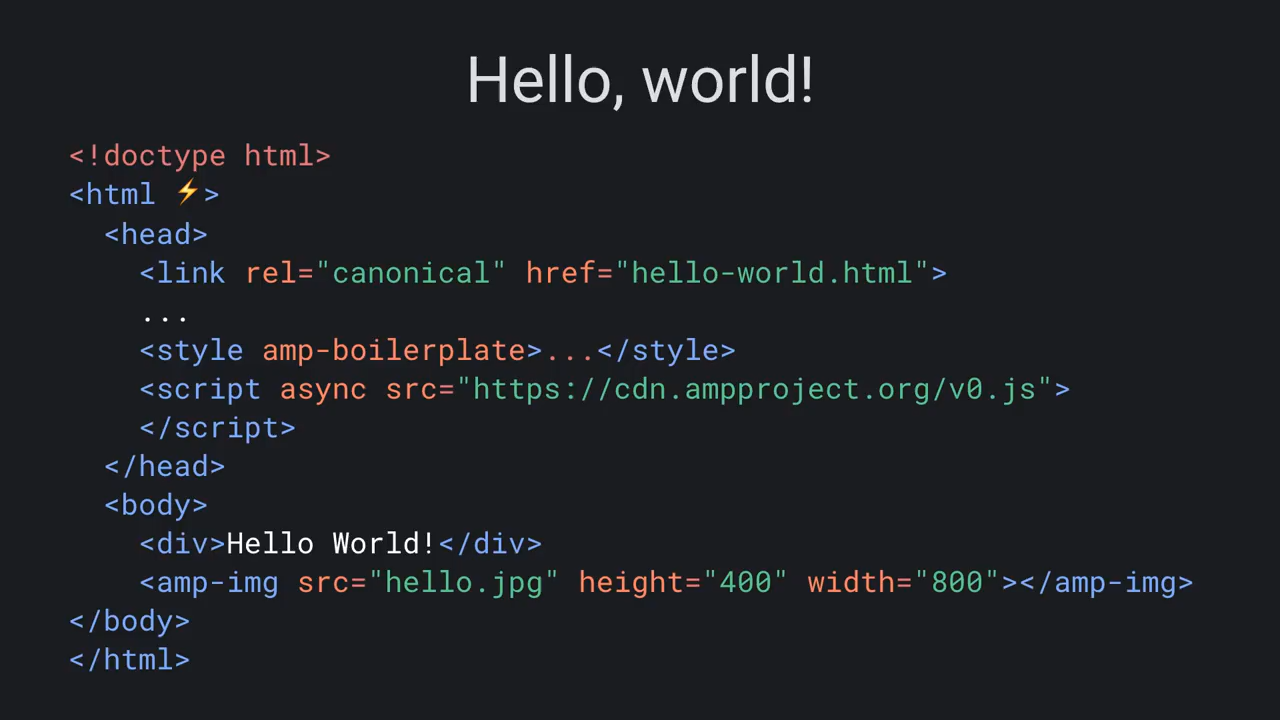 Hello, world!
<!doctype html>
<html ⚡>
  <head>
    <link rel="canonical" href="hello-world.html">
    ...
    <style amp-boilerplate>...</style>
    <script async src="https://cdn.ampproject.org/v0.js">
    </script>
  </head>
  <body>
    <div>Hello World!</div>
    <amp-img src="hello.jpg" height="400" width="800"></amp-img>
</body>
</html>